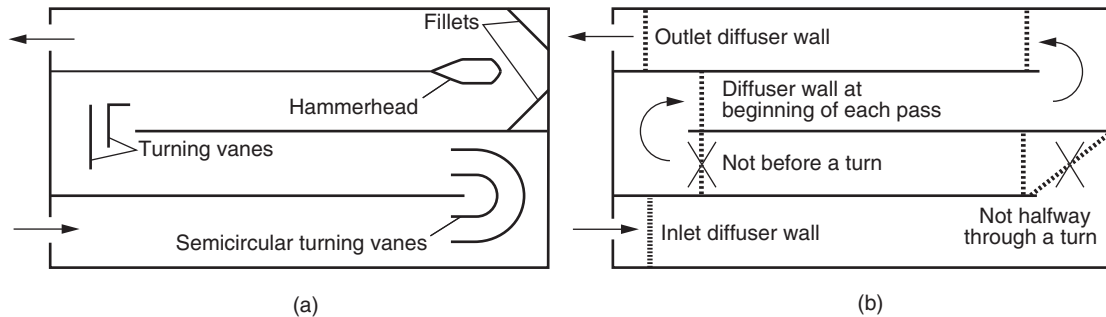 Fillets
Hammerhead
Turning vanes
Semicircular turning vanes
(a)
Outlet diffuser wall
Diffuser wall at
beginning of each pass
Not before a turn
Inlet diffuser wall
Not halfway
through a turn
(b)